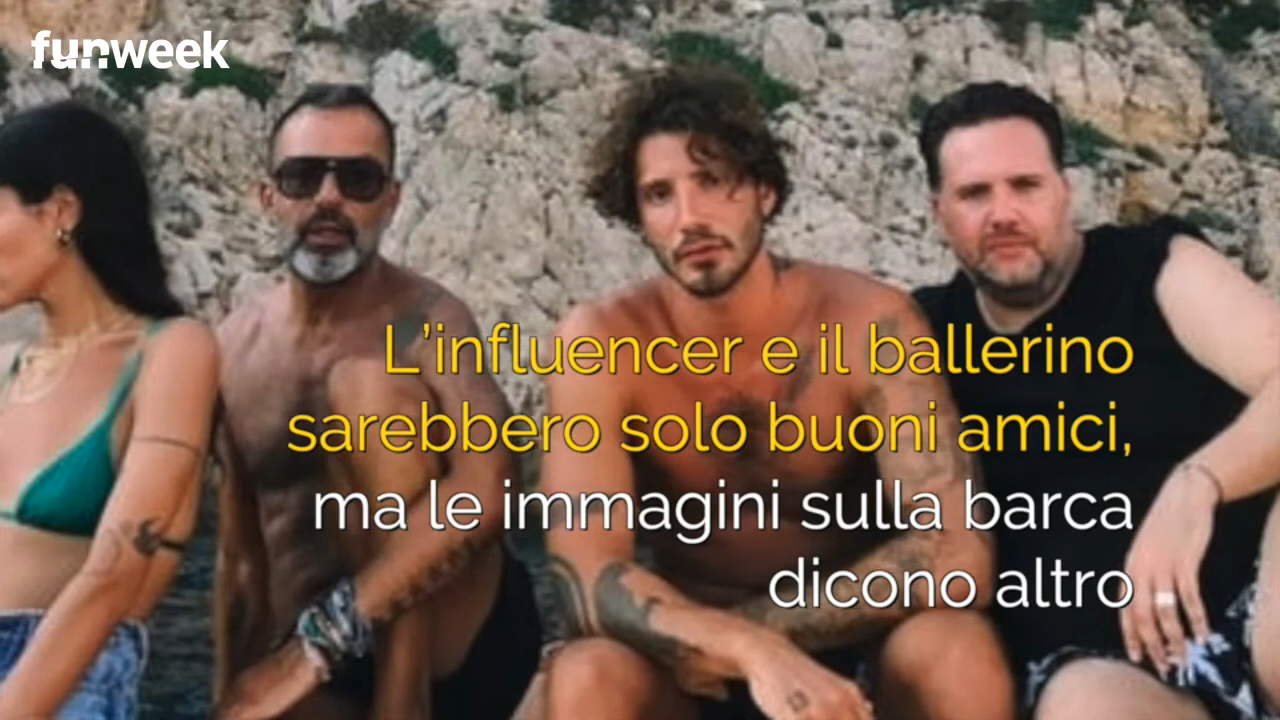 funweek
L'influencer e il ballerino
sarebbero solo buoni amici,
ma le immagini sulla barca
dicono altro